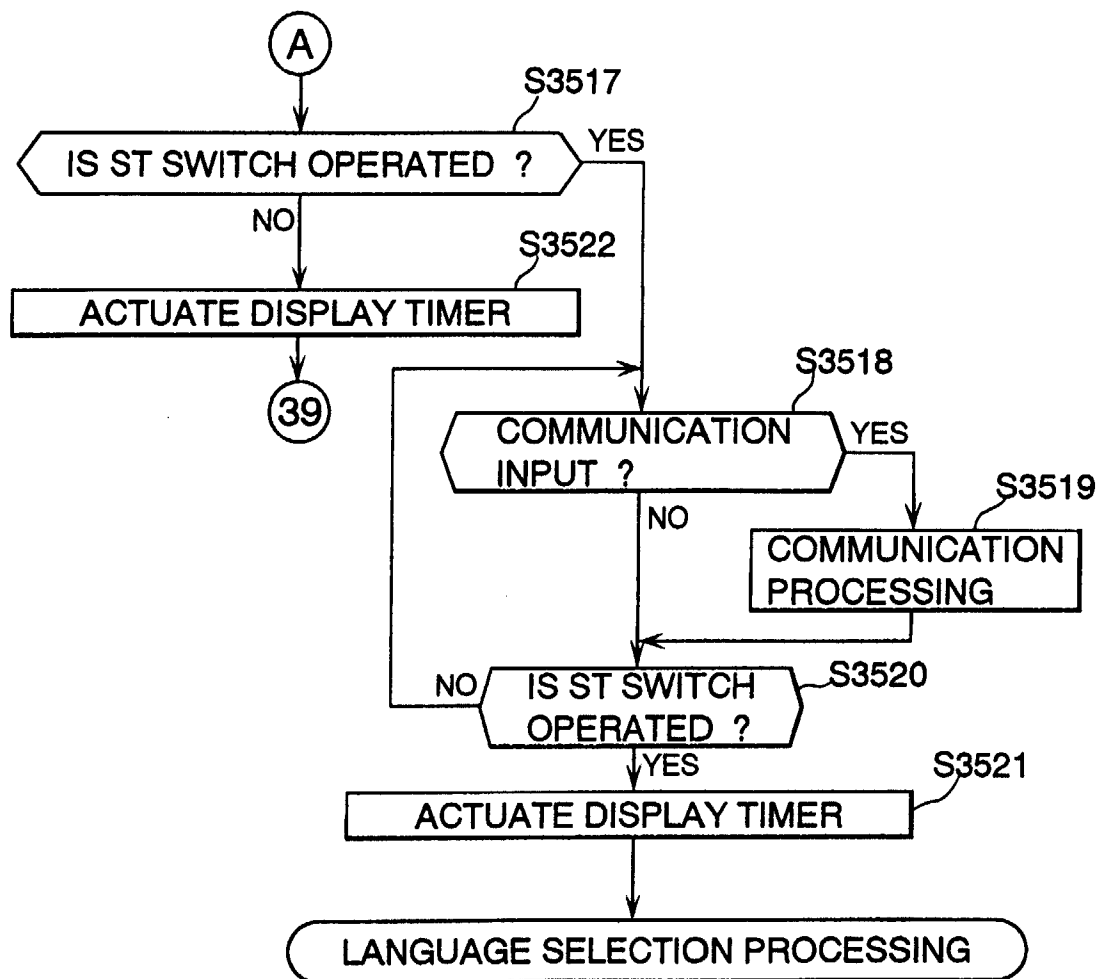 A
S3517
IS ST SWITCH OPERATED ?
YES
NO
S3522
ACTUATE DISPLAY TIMER
39
S3518
COMMUNICATION
INPUT ?
YES
NO
S3519
COMMUNICATION
PROCESSING
S3520
IS ST SWITCH
OPERATED ?
NO
YES
S3521
ACTUATE DISPLAY TIMER
LANGUAGE SELECTION PROCESSING